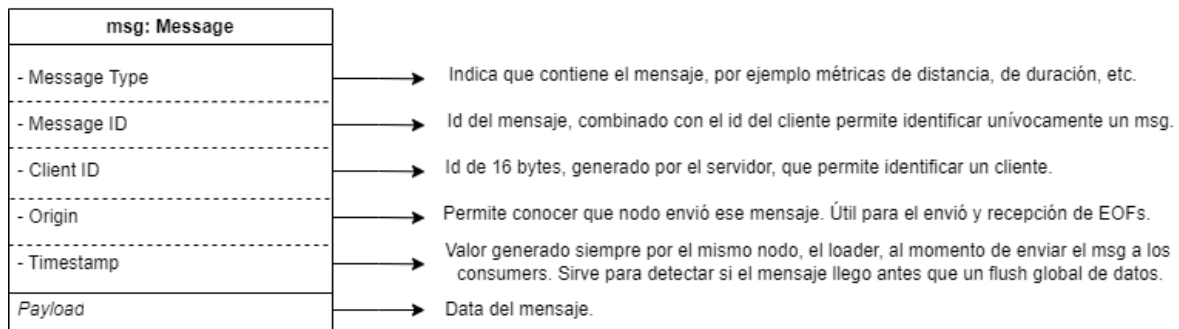 msg: Message
- Message Type
Indica que contiene el mensaje, por ejemplo métricas de distancia, de duración, etc.
- Message ID
Id del mensaje, combinado con el id del cliente permite identificar unívocamente un msg.
- Client ID
Id de 16 bytes, generado por el servidor, que permite identificar un cliente.
- Origin
Permite conocer que nodo envió ese mensaje. Útil para el envió y recepción de EOFs.
- Timestamp
Valor generado siempre por el mismo nodo, el loader, al momento de enviar el msg a los
consumers. Sirve para detectar si el mensaje llego antes que un flush global de datos.
Payload
Data del mensaje.